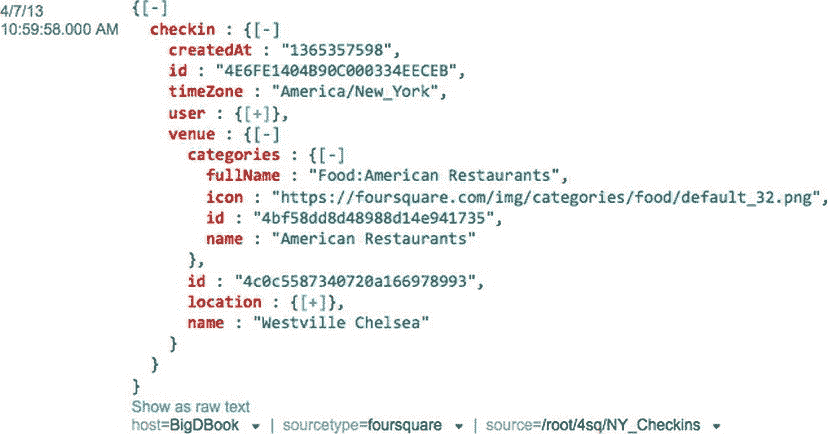 4/7/13
10:59:58.000 AM
{[-]
checkin : {[-]
createdAt : "1365357598",
id : "4E6FE1404B90C000334EECEB",
timeZone : "America/New_York",
user : {[+]},
venue : {[-]
categories : {[-]
fullName : "Food:American Restaurants",
icon : "https://foursquare.com/img/categories/food/default_32.png",
id : "4bf58dd8d48988d14e941735",
name : "American Restaurants"
},
id : "4c0c5587340720a166978993",
location : {[+]},
name : "Westville Chelsea"
}
}
}
Show as raw text
host=BigDBook ▾ | sourcetype=foursquare ▾ | source=/root/4sq/NY_Checkins ▾